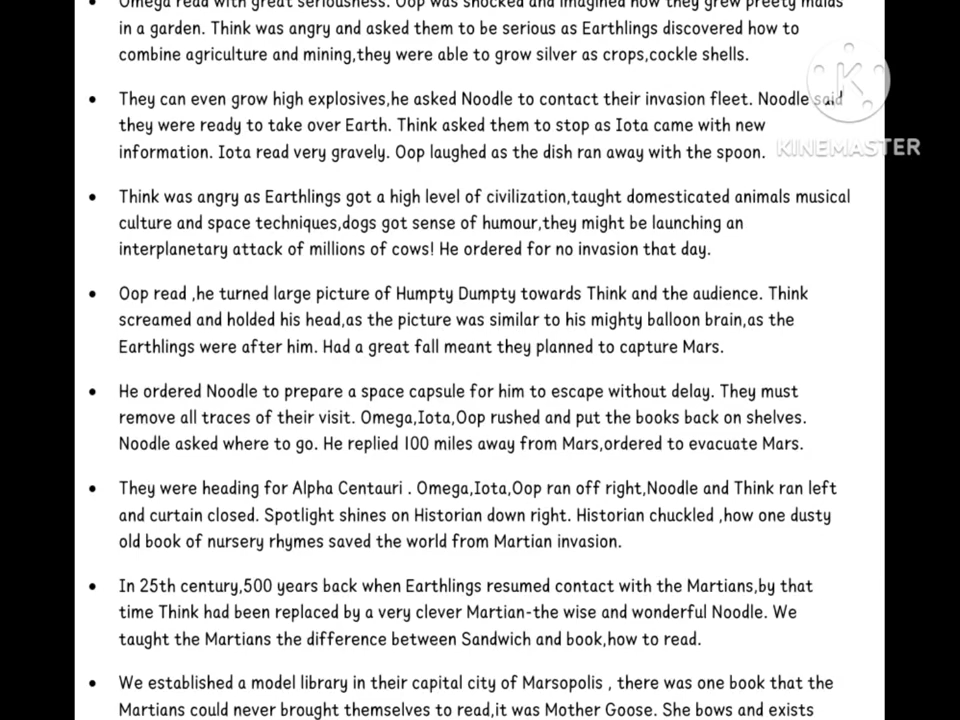 Omega read with great seriousness. Oop was shocked and imagined how they grew preety maids
in a garden. Think was angry and asked them to be serious as Earthlings discovered how to
combine agriculture and mining,they were able to grow silver as crops,cockle shells.
They can even grow high explosives,he asked Noodle to contact their invasion fleet. Noodle said
they were ready to take over Earth. Think asked them to stop as Iota came with new
information. Iota read very gravely. Oop laughed as the dish ran away with the spoon.
Think was angry as Earthlings got a high level of civilization,taught domesticated animals musical
culture and space techniques,dogs got sense of humour,they might be launching an
interplanetary attack of millions of cows! He ordered for no invasion that day.
Oop read ,he turned large picture of Humpty Dumpty towards Think and the audience. Think
screamed and holded his head,as the picture was similar to his mighty balloon brain,as the
Earthlings were after him. Had a great fall meant they planned to capture Mars.
He ordered Noodle to prepare a space capsule for him to escape without delay. They must
remove all traces of their visit. Omega,Iota,Oop rushed and put the books back on shelves.
Noodle asked where to go. He replied 100 miles away from Mars,ordered to evacuate Mars.
They were heading for Alpha Centauri . Omega,Iota,Oop ran off right,Noodle and Think ran left
and curtain closed. Spotlight shines on Historian down right. Historian chuckled ,how one dusty
old book of nursery rhymes saved the world from Martian invasion.
In 25th century,500 years back when Earthlings resumed contact with the Martians,by that
time Think had been replaced by a very clever Martian-the wise and wonderful Noodle. We
taught the Martians the difference between Sandwich and book,how to read.
We established a model library in their capital city of Marsopolis , there was one book that the
Martians could never brought themselves to read,it was Mother Goose. She bows and exists
K
KINEMASTER